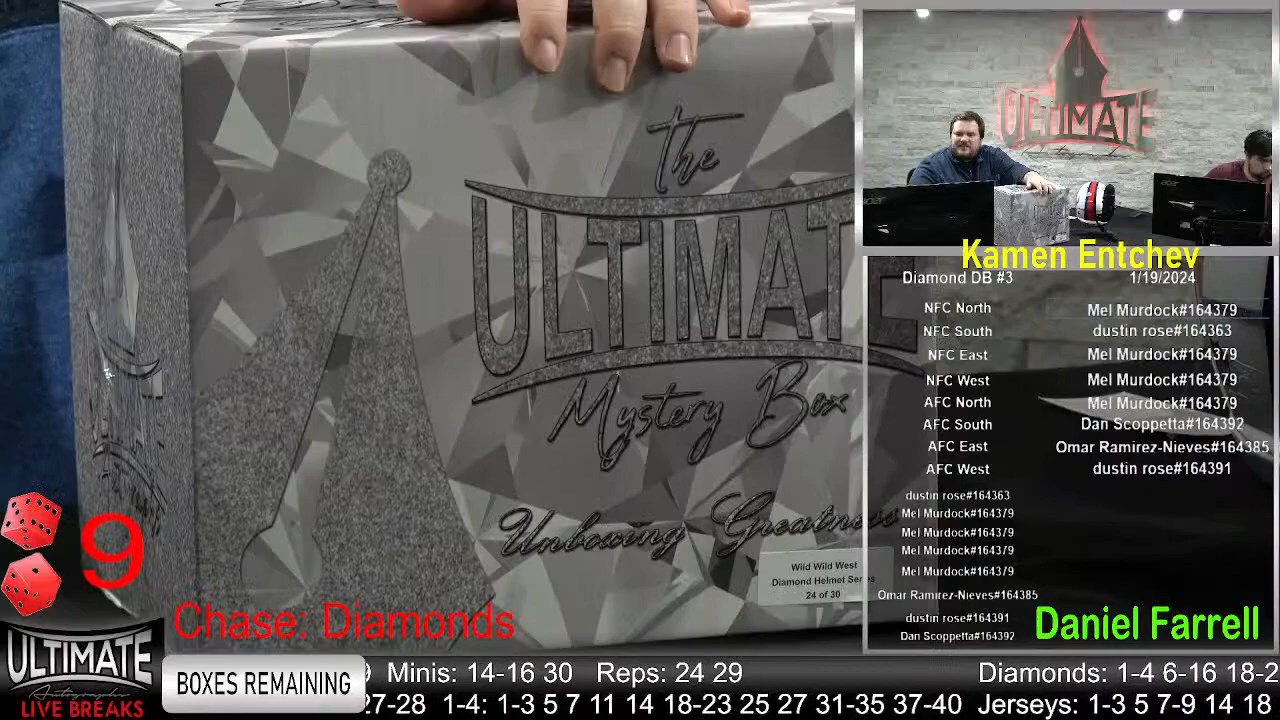 The
ULTIMATE
Mystery Box
Unboxing Greatness
Wild Wild West
Diamond Helmet Series
24 of 30
ULTIMATE
acer
acer
Kamen Entchev
Diamond DB #3 1/19/2024
NFC North Mel Murdock#164379
NFC South dustin rose#164363
NFC East Mel Murdock#164379
NFC West Mel Murdock#164379
AFC North Mel Murdock#164379
AFC South Dan Scoppetta#164392
AFC East Omar Ramirez-Nieves#164385
AFC West dustin rose#164391
dustin rose#164363
Mel Murdock#164379
Mel Murdock#164379
Mel Murdock#164379
Mel Murdock#164379
Omar Ramirez-Nieves#164385
dustin rose#164391
Dan Scoppetta#164392
Daniel Farrell
9
Chase: Diamonds
ULTIMATE
Autographs
LIVE BREAKS
BOXES REMAINING
Minis: 14-16 30 Reps: 24 29 Diamonds: 1-4 6-16 18-2
27-28 1-4: 1-3 5 7 11 14 18-23 25 27 31-35 37-40 Jerseys: 1-3 5 7-9 14 18